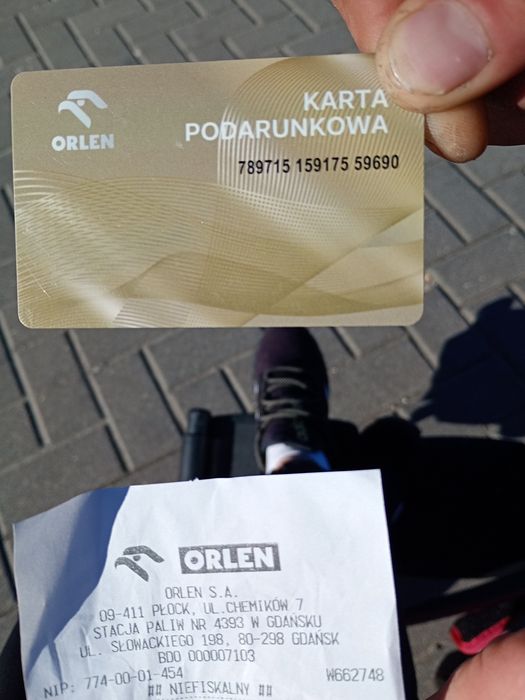 KARTA
ORLEN PODARUNKOWA
789715 159175 59690
ORLEN
ORLEN S.A.
09-411 PŁOCK, UL.CHEMIKÓW 7
STACJA PALIW NR 4393 W GDAŃSKU
UL. SŁOWACKIEGO 198, 80-298 GDAŃSK
BDO 000007103
NIP: 774-00-01-454 W662748
## NIEFISKALNY ##